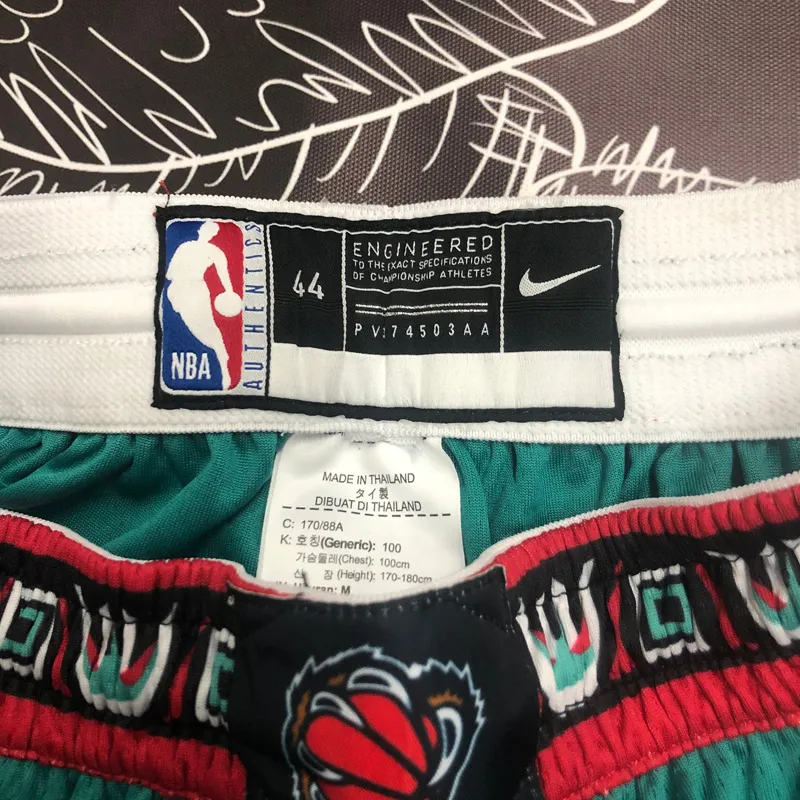 NBA
AUTHENTICS
44
ENGINEERED
TO THE EXACT SPECIFICATIONS
OF CHAMPIONSHIP ATHLETES
74503AA
MADE IN THAILAND
タイ製
DIBUAT DI THAILAND
C: 170/88A
K: 호칭(Generic): 100
가슴둘레(Chest): 100cm
신 장 (Height): 170-180cm
M